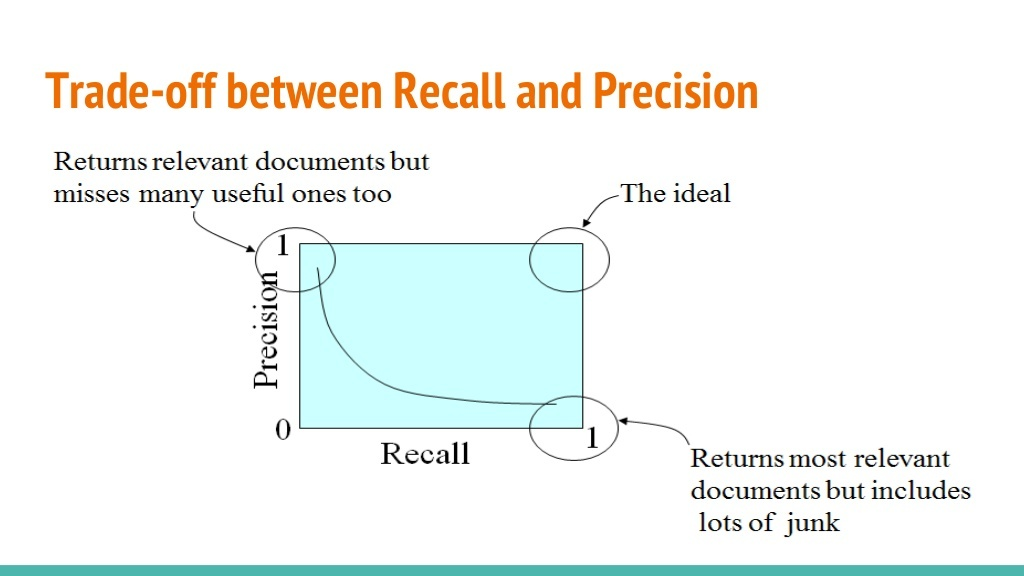 Trade-off between Recall and Precision
Returns relevant documents but
misses many useful ones too
The ideal
1
Precision
0
Recall
1
Returns most relevant
documents but includes
lots of junk